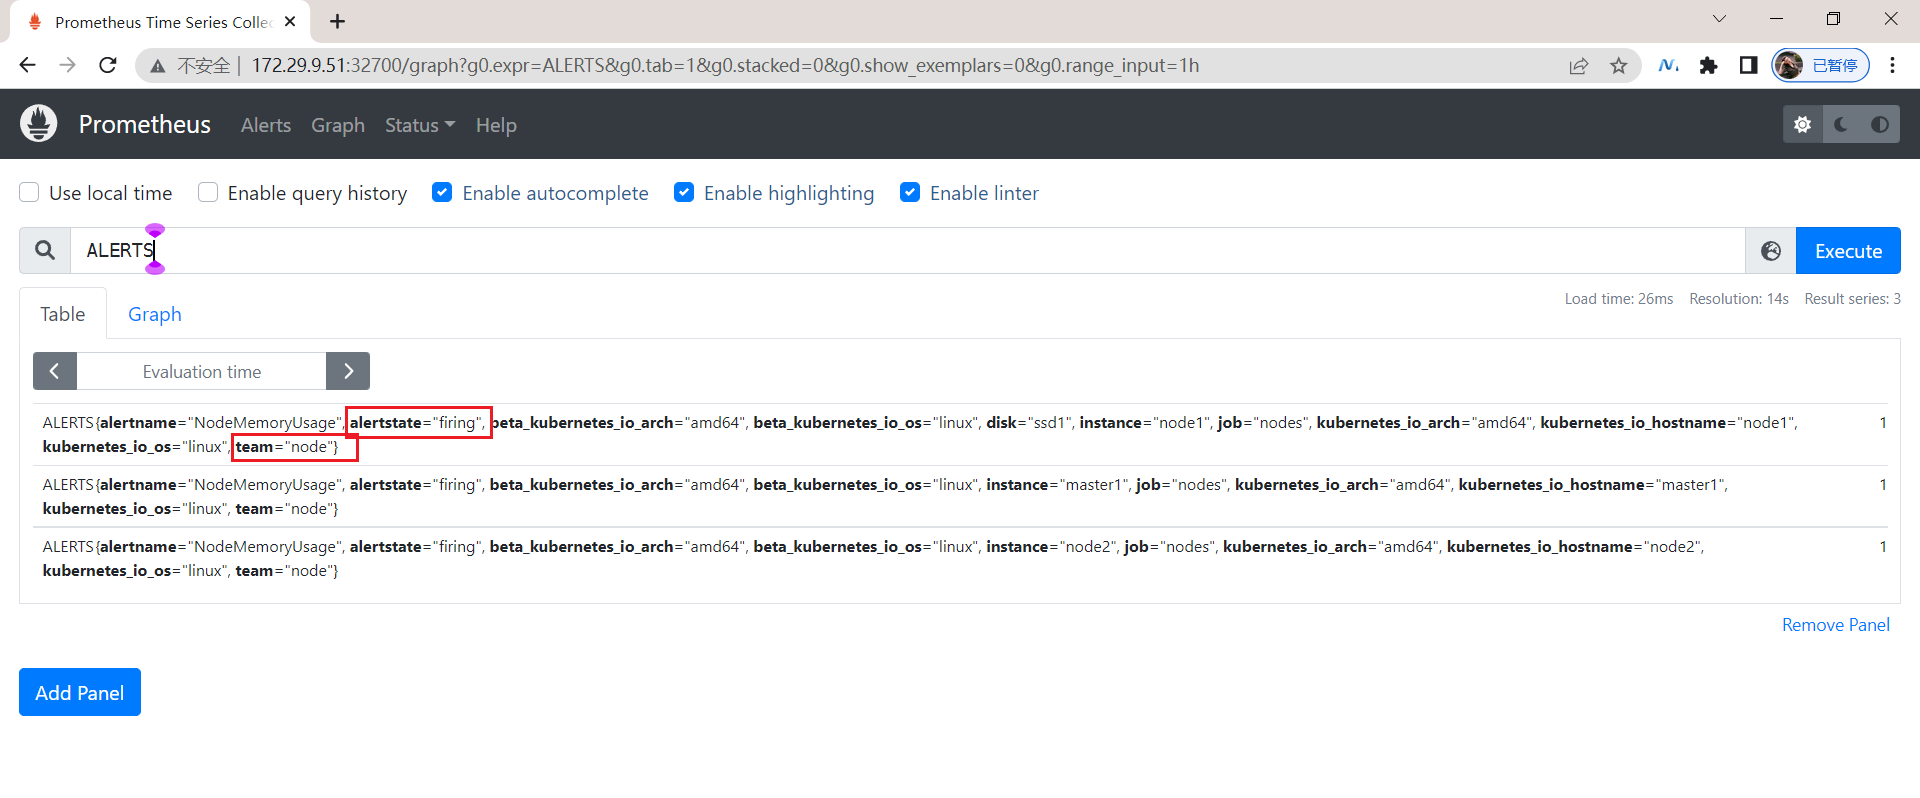 Prometheus Time Series Collec
不安全 | 172.29.9.51:32700/graph?g0.expr=ALERTS&g0.tab=1&g0.stacked=0&g0.show_exemplars=0&g0.range_input=1h
已暂停
Prometheus Alerts Graph Status Help
Use local time Enable query history Enable autocomplete Enable highlighting Enable linter
ALERTS Execute
Load time: 26ms Resolution: 14s Result series: 3
Table Graph
Evaluation time
ALERTS{alertname="NodeMemoryUsage", alertstate="firing", beta_kubernetes_io_arch="amd64", beta_kubernetes_io_os="linux", disk="ssd1", instance="node1", job="nodes", kubernetes_io_arch="amd64", kubernetes_io_hostname="node1", 1
kubernetes_io_os="linux", team="node"}
ALERTS{alertname="NodeMemoryUsage", alertstate="firing", beta_kubernetes_io_arch="amd64", beta_kubernetes_io_os="linux", instance="master1", job="nodes", kubernetes_io_arch="amd64", kubernetes_io_hostname="master1", 1
kubernetes_io_os="linux", team="node"}
ALERTS{alertname="NodeMemoryUsage", alertstate="firing", beta_kubernetes_io_arch="amd64", beta_kubernetes_io_os="linux", instance="node2", job="nodes", kubernetes_io_arch="amd64", kubernetes_io_hostname="node2", 1
kubernetes_io_os="linux", team="node"}
Remove Panel
Add Panel